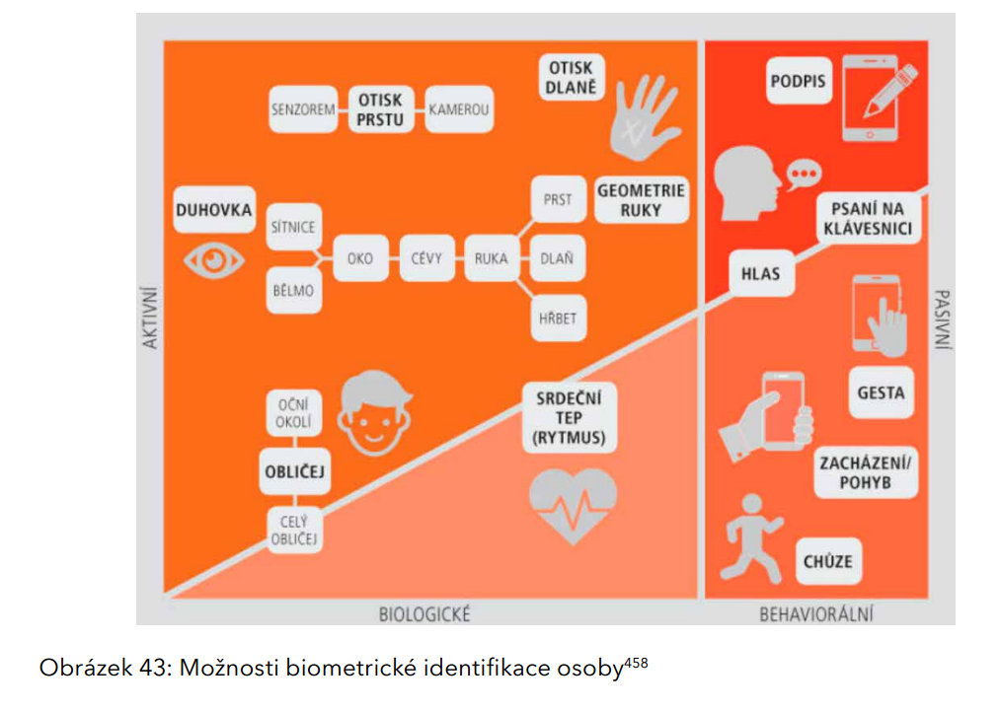 OTISK
DLANĚ
PODPIS
SENZOREM
OTISK
PRSTU
KAMEROU
DUHOVKA
SÍTNICE
BĚLMO
OKO
CÉVY
RUKA
PRST
DLAŇ
HŘBET
GEOMETRIE
RUKY
PSANÍ NA
KLÁVESNICI
HLAS
AKTIVNÍ
PASIVNÍ
GESTA
OČNÍ
OKOLÍ
OBLIČEJ
CELÝ
OBLIČEJ
SRDEČNÍ
TEP
(RYTMUS)
ZACHÁZENÍ/
POHYB
CHŮZE
BIOLOGICKÉ
BEHAVIORÁLNÍ
Obrázek 43: Možnosti biometrické identifikace osoby458